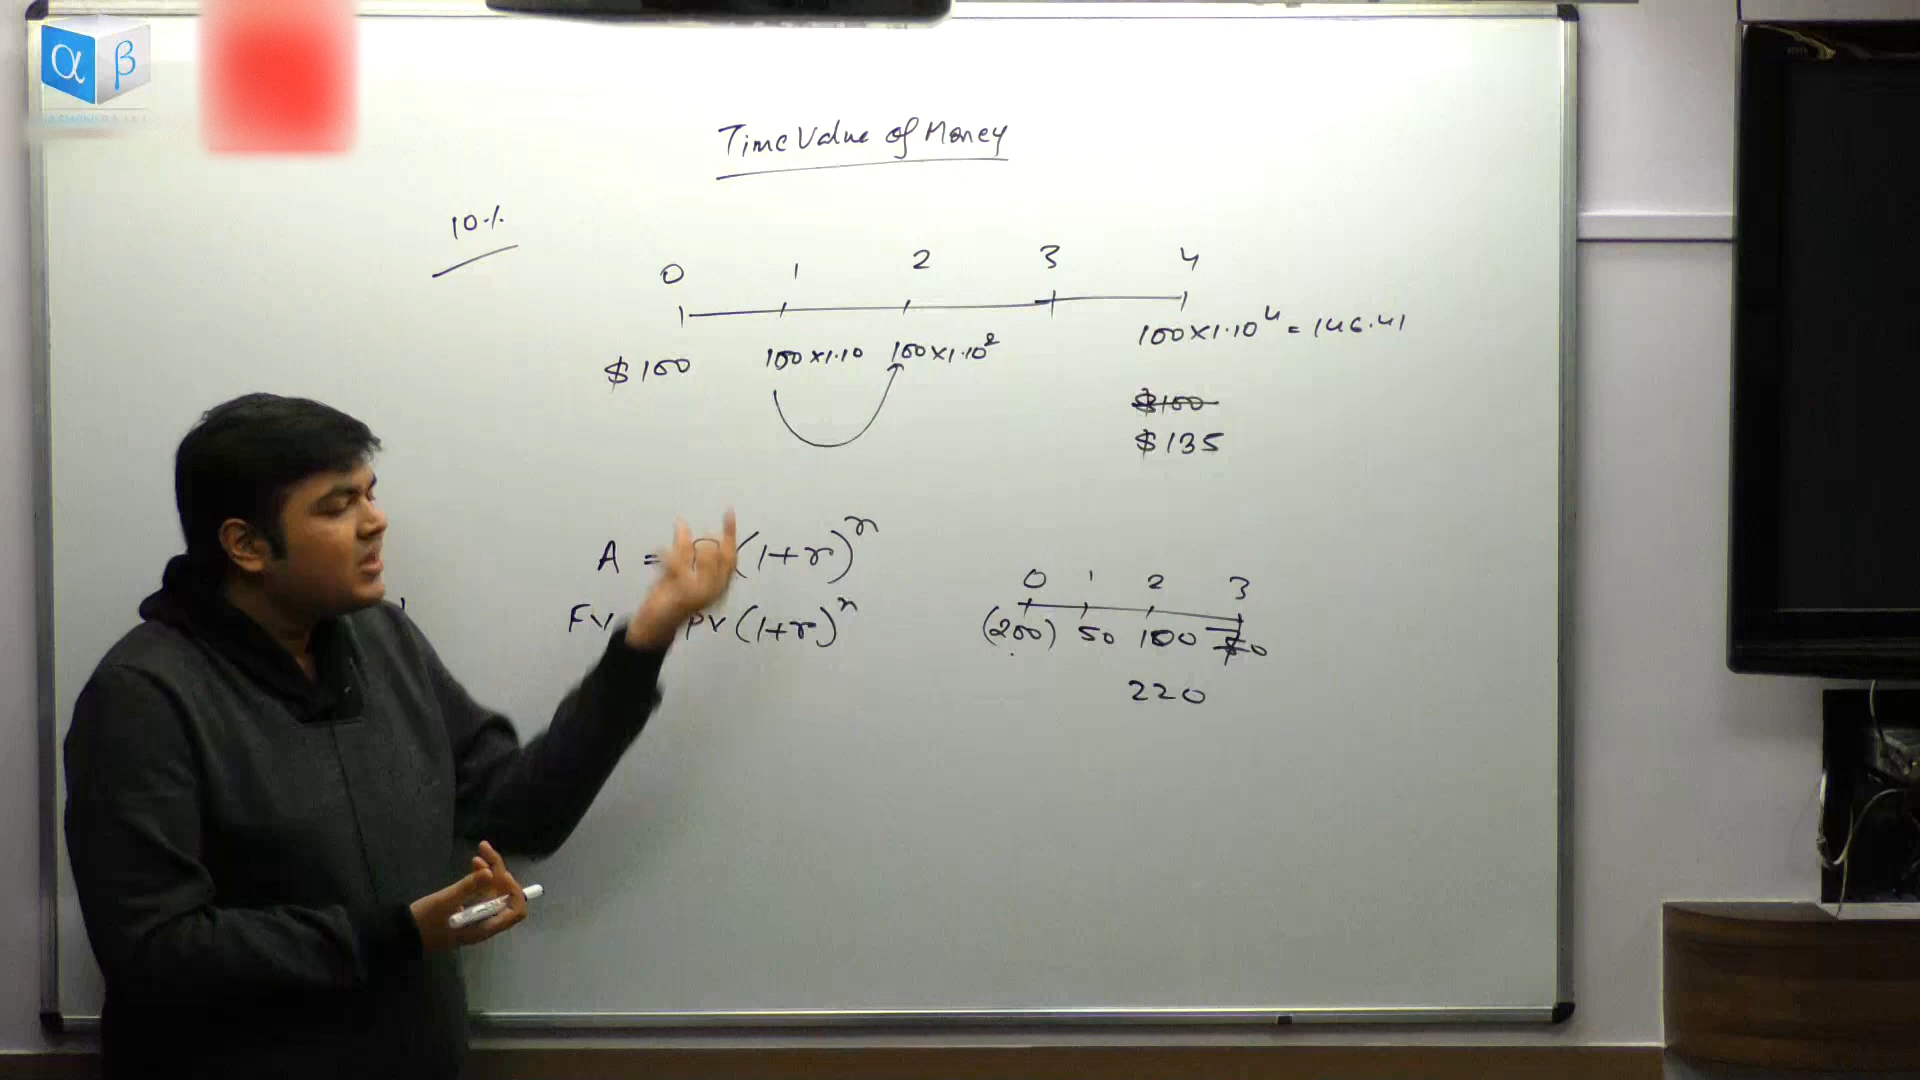 α β
Time Value of Money
10%
0 1 2 3 4
$100 100×1.10 100×1.10² 100×1.10⁴ = 146.41
$100
$135
A = (1+r)ⁿ
FV PV(1+r)ⁿ
0 1 2 3
(200) 50 100
220